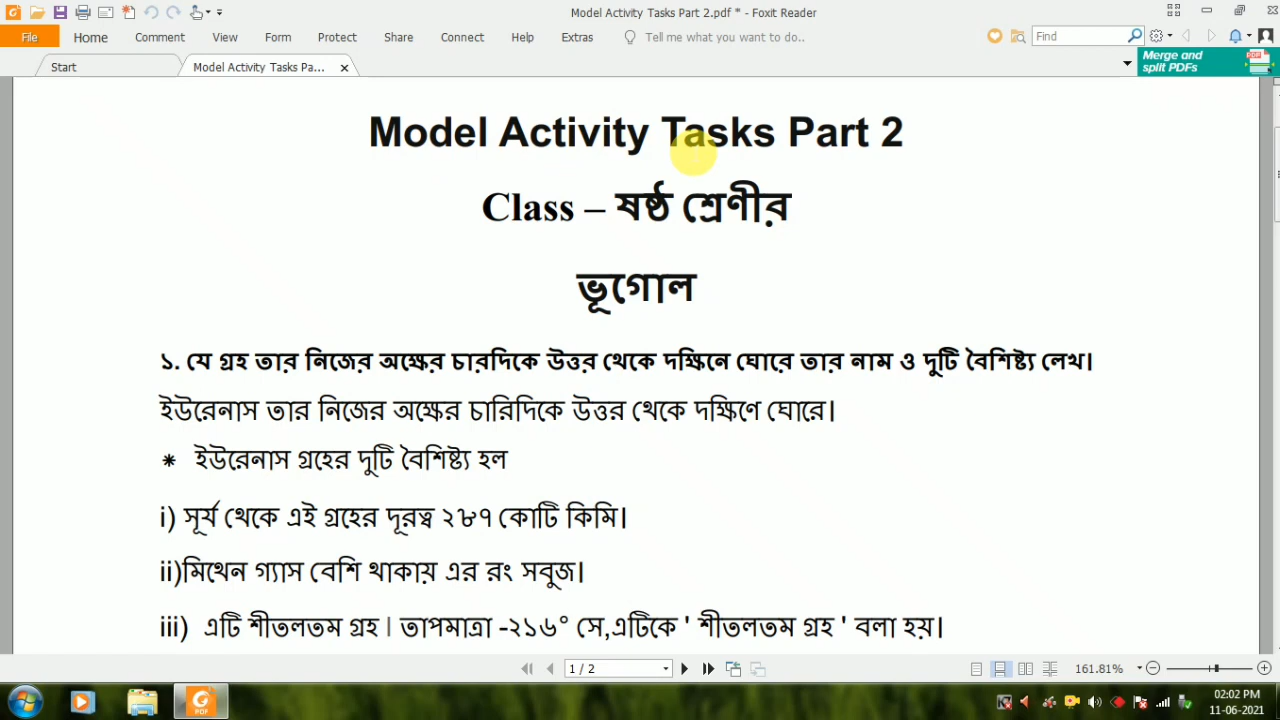 Model Activity Tasks Part 2.pdf * - Foxit Reader
File Home Comment View Form Protect Share Connect Help Extras Tell me what you want to do.. Find
Start Model Activity Tasks Pa... Merge and
split PDFs
Model Activity Tasks Part 2
Class – ষষ্ঠ শ্রেণীর
ভূগোল
১. যে গ্রহ তার নিজের অক্ষের চারদিকে উত্তর থেকে দক্ষিনে ঘোরে তার নাম ও দুটি বৈশিষ্ট্য লেখ।
ইউরেনাস তার নিজের অক্ষের চারিদিকে উত্তর থেকে দক্ষিণে ঘোরে।
* ইউরেনাস গ্রহের দুটি বৈশিষ্ট্য হল
i) সূর্য থেকে এই গ্রহের দূরত্ব ২৮৭ কোটি কিমি।
ii)মিথেন গ্যাস বেশি থাকায় এর রং সবুজ।
iii) এটি শীতলতম গ্রহ | তাপমাত্রা -২১৬° সে,এটিকে ' শীতলতম গ্রহ ' বলা হয়।
1 / 2 161.81%
PDF 02:02 PM
11-06-2021